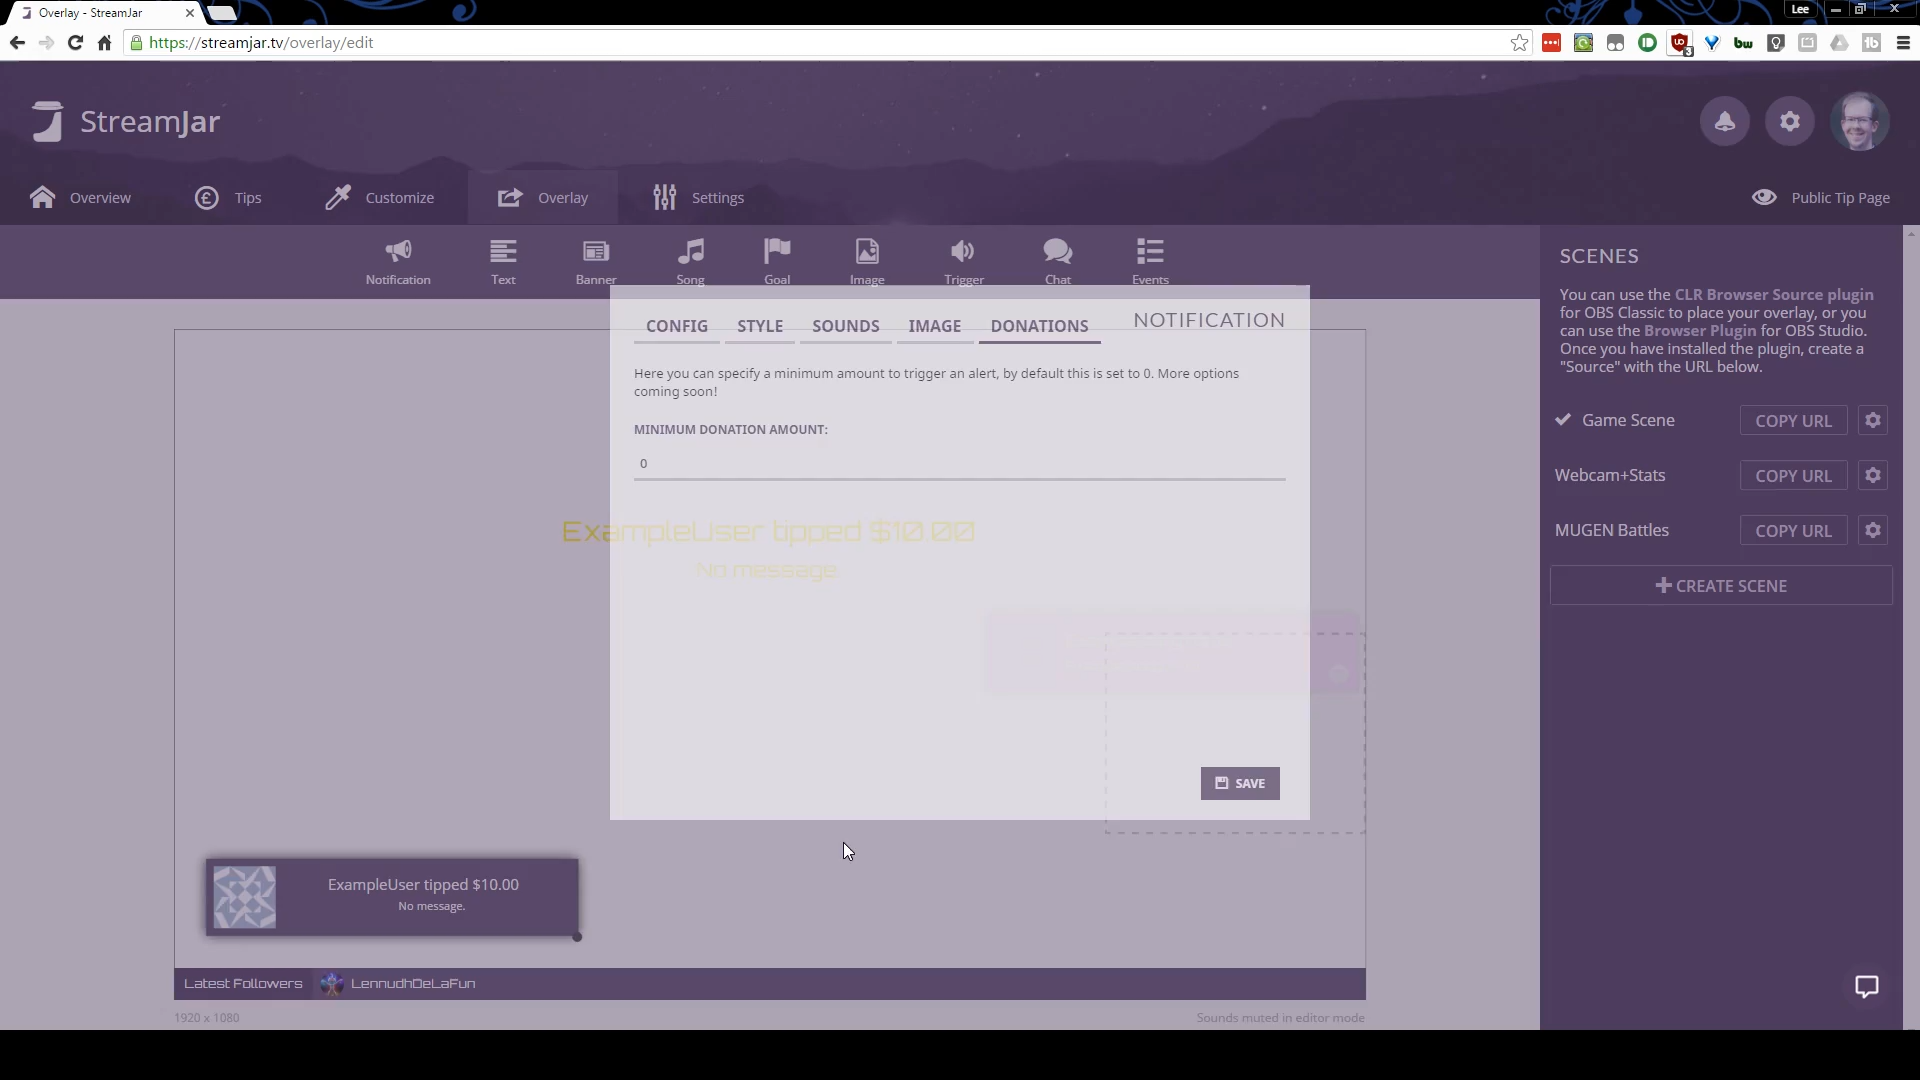 Overlay - StreamJar
Lee
https://streamjar.tv/overlay/edit
StreamJar
Overview
Tips
Customize
Overlay
Settings
Public Tip Page
Notification
Text
Banner
Song
Goal
Image
Trigger
Chat
Events
CONFIG
STYLE
SOUNDS
IMAGE
DONATIONS
NOTIFICATION
Here you can specify a minimum amount to trigger an alert, by default this is set to 0. More options
coming soon!
MINIMUM DONATION AMOUNT:
0
ExampleUser tipped $10.00
No message.
SAVE
ExampleUser tipped $10.00
No message.
Latest Followers
LennudhDeLaFun
1920 x 1080
Sounds muted in editor mode
SCENES
You can use the CLR Browser Source plugin
for OBS Classic to place your overlay, or you
can use the Browser Plugin for OBS Studio.
Once you have installed the plugin, create a
"Source" with the URL below.
Game Scene
COPY URL
Webcam+Stats
COPY URL
MUGEN Battles
COPY URL
CREATE SCENE